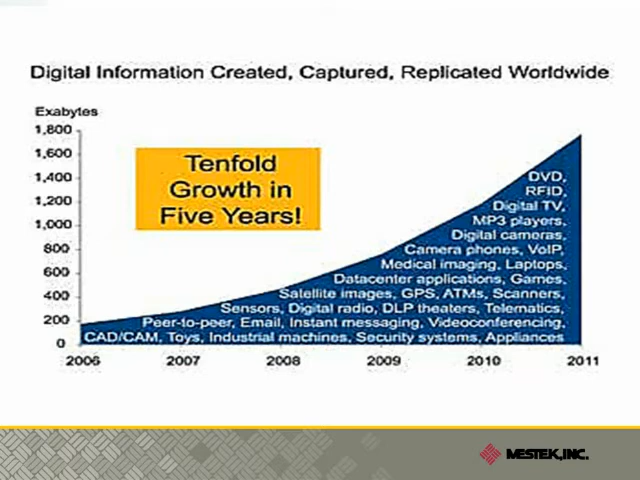 Digital Information Created, Captured, Replicated Worldwide
Exabytes
1,800
1,600
1,400
1,200
1,000
800
600
400
200
0
Tenfold
Growth in
Five Years!
DVD,
RFID,
Digital TV,
MP3 players,
Digital cameras,
Camera phones, VoIP,
Medical imaging, Laptops,
Datacenter applications, Games,
Satellite images, GPS, ATMs, Scanners,
Sensors, Digital radio, DLP theaters, Telematics,
Peer-to-peer, Email, Instant messaging, Videoconferencing,
CAD/CAM, Toys, Industrial machines, Security systems, Appliances
2006 2007 2008 2009 2010 2011
MESTEK, INC.